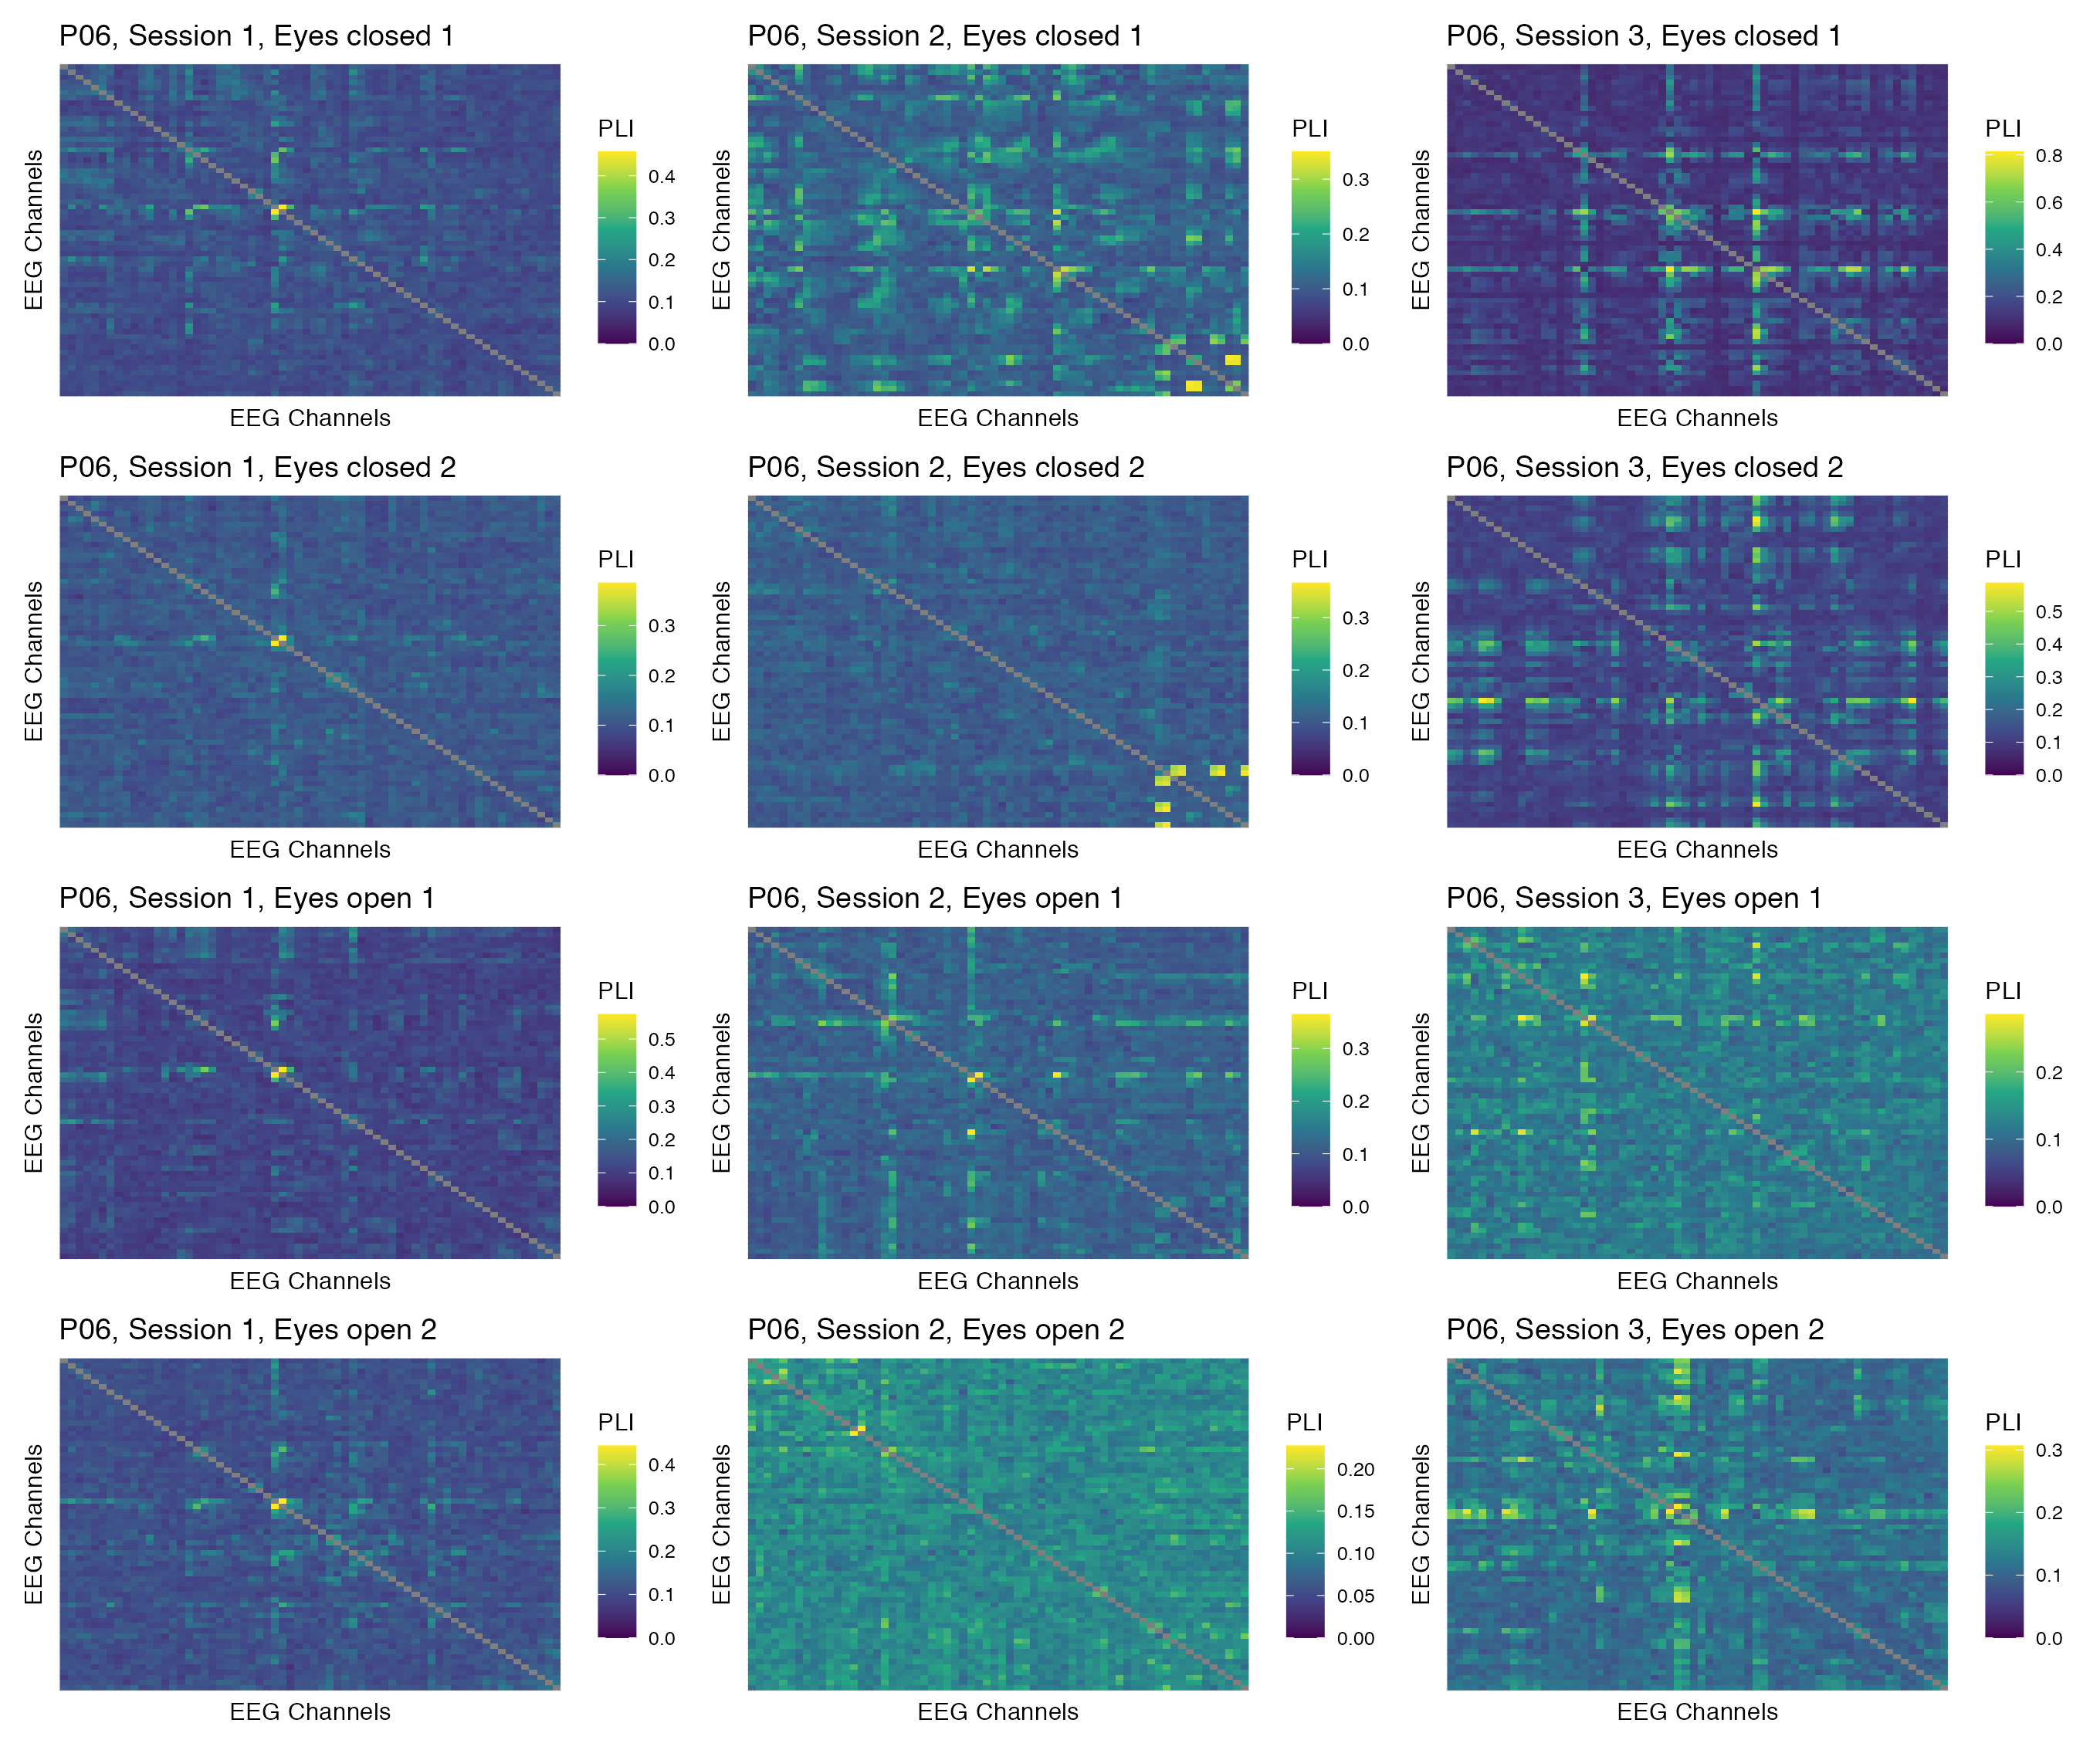 P06, Session 1, Eyes closed 1
P06, Session 2, Eyes closed 1
P06, Session 3, Eyes closed 1
EEG Channels
PLI
0.4
0.3
0.2
0.1
0.0
EEG Channels
EEG Channels
PLI
0.3
0.2
0.1
0.0
EEG Channels
EEG Channels
PLI
0.8
0.6
0.4
0.2
0.0
EEG Channels
P06, Session 1, Eyes closed 2
P06, Session 2, Eyes closed 2
P06, Session 3, Eyes closed 2
EEG Channels
PLI
0.3
0.2
0.1
0.0
EEG Channels
EEG Channels
PLI
0.3
0.2
0.1
0.0
EEG Channels
EEG Channels
PLI
0.5
0.4
0.3
0.2
0.1
0.0
EEG Channels
P06, Session 1, Eyes open 1
P06, Session 2, Eyes open 1
P06, Session 3, Eyes open 1
EEG Channels
PLI
0.5
0.4
0.3
0.2
0.1
0.0
EEG Channels
EEG Channels
PLI
0.3
0.2
0.1
0.0
EEG Channels
EEG Channels
PLI
0.2
0.1
0.0
EEG Channels
P06, Session 1, Eyes open 2
P06, Session 2, Eyes open 2
P06, Session 3, Eyes open 2
EEG Channels
PLI
0.4
0.3
0.2
0.1
0.0
EEG Channels
EEG Channels
PLI
0.20
0.15
0.10
0.05
0.00
EEG Channels
EEG Channels
PLI
0.3
0.2
0.1
0.0
EEG Channels